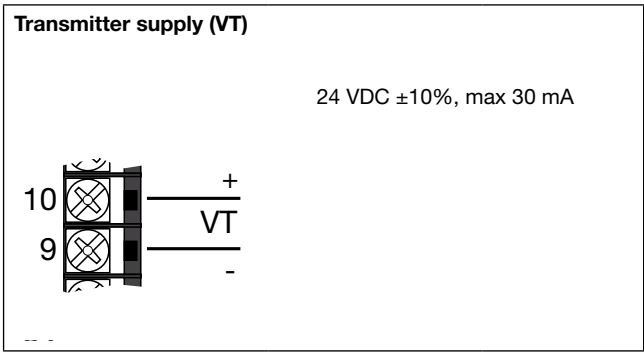 Transmitter supply (VT)
24 VDC ±10%, max 30 mA
10
+
VT
9
-